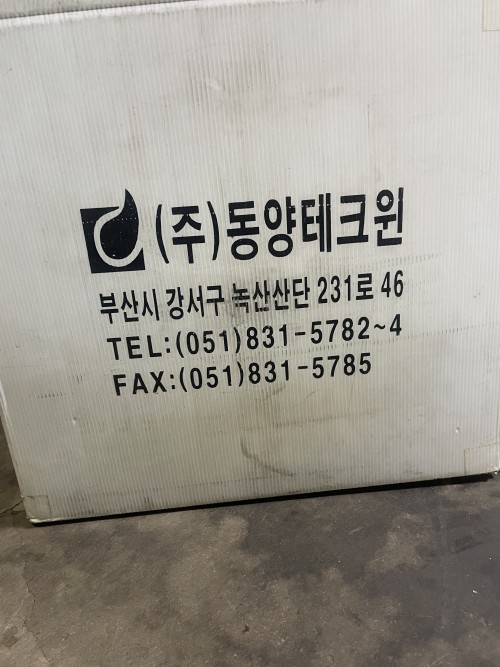 (주)동양테크윈
부산시 강서구 녹산산단 231로 46
TEL:(051)831-5782~4
FAX:(051)831-5785